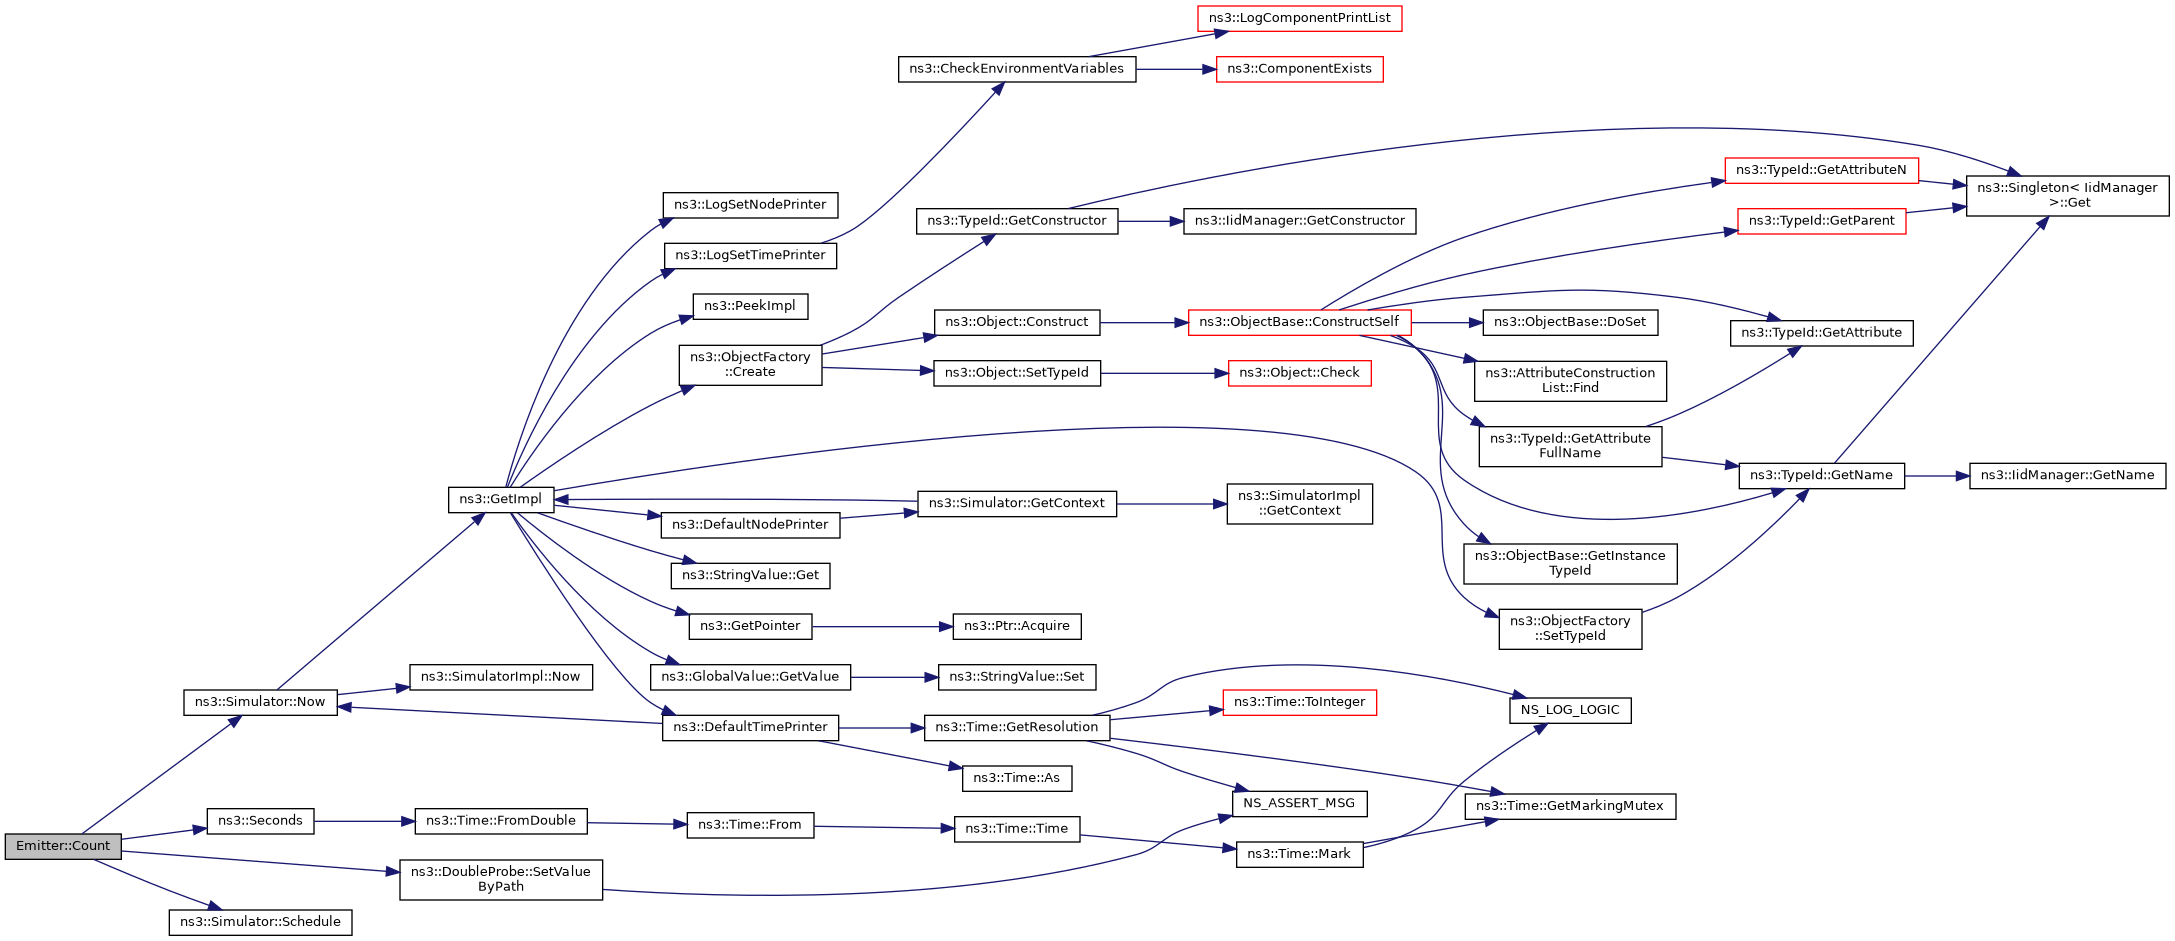 ns3::LogComponentPrintList
ns3::CheckEnvironmentVariables
ns3::ComponentExists
ns3::LogSetNodePrinter
ns3::LogSetTimePrinter
ns3::PeekImpl
ns3::ObjectFactory
::Create
ns3::TypeId::GetConstructor
ns3::IidManager::GetConstructor
ns3::Object::Construct
ns3::Object::SetTypeId
ns3::Object::Check
ns3::ObjectBase::ConstructSelf
ns3::TypeId::GetAttributeN
ns3::TypeId::GetParent
ns3::Singleton< IidManager
>::Get
ns3::ObjectBase::DoSet
ns3::TypeId::GetAttribute
ns3::AttributeConstruction
List::Find
ns3::TypeId::GetAttribute
FullName
ns3::TypeId::GetName
ns3::IidManager::GetName
ns3::ObjectBase::GetInstance
TypeId
ns3::ObjectFactory
::SetTypeId
ns3::GetImpl
ns3::DefaultNodePrinter
ns3::Simulator::GetContext
ns3::SimulatorImpl
::GetContext
ns3::StringValue::Get
ns3::GetPointer
ns3::Ptr::Acquire
ns3::GlobalValue::GetValue
ns3::StringValue::Set
ns3::SimulatorImpl::Now
ns3::Simulator::Now
ns3::DefaultTimePrinter
ns3::Time::GetResolution
ns3::Time::ToInteger
NS_LOG_LOGIC
ns3::Time::As
NS_ASSERT_MSG
ns3::Time::GetMarkingMutex
ns3::Seconds
ns3::Time::FromDouble
ns3::Time::From
ns3::Time::Time
ns3::Time::Mark
Emitter::Count
ns3::DoubleProbe::SetValue
ByPath
ns3::Simulator::Schedule